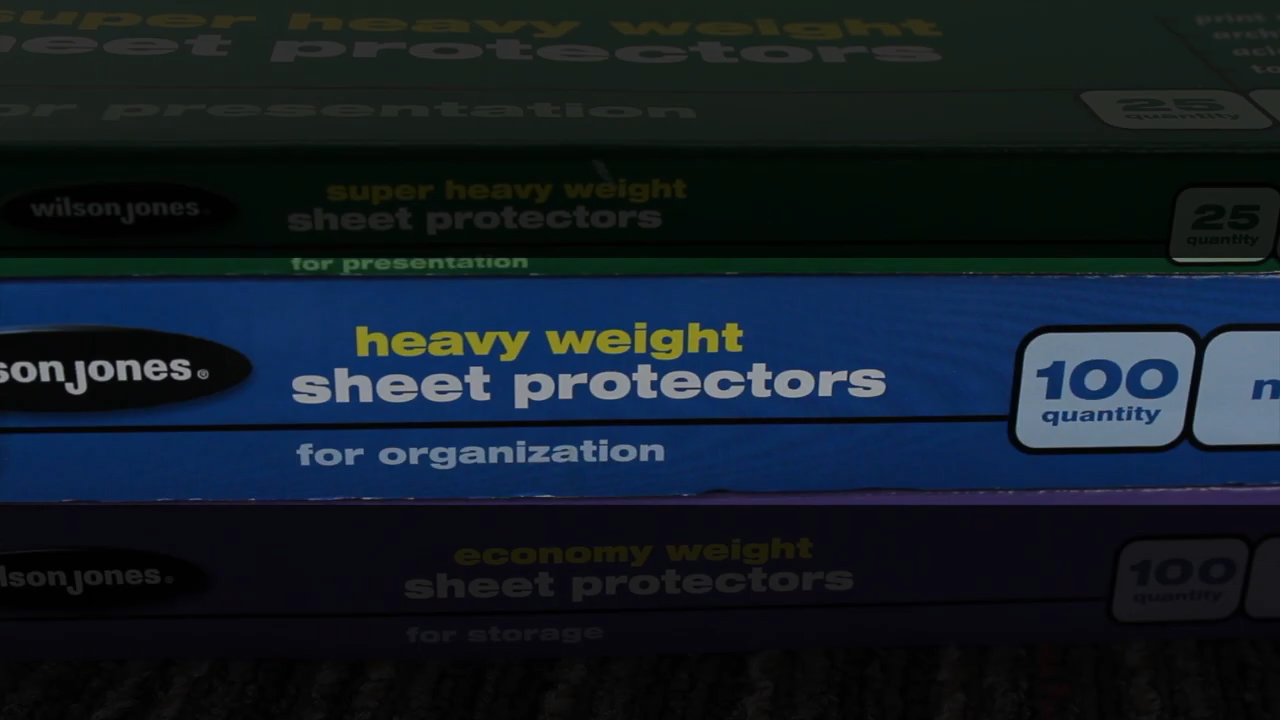 super heavy weight
sheet protectors
for presentation
25
quantity
wilson jones
super heavy weight
sheet protectors
for presentation
25
quantity
son jones®
heavy weight
sheet protectors
for organization
100
quantity
lson jones®
economy weight
sheet protectors
for storage
100
quantity